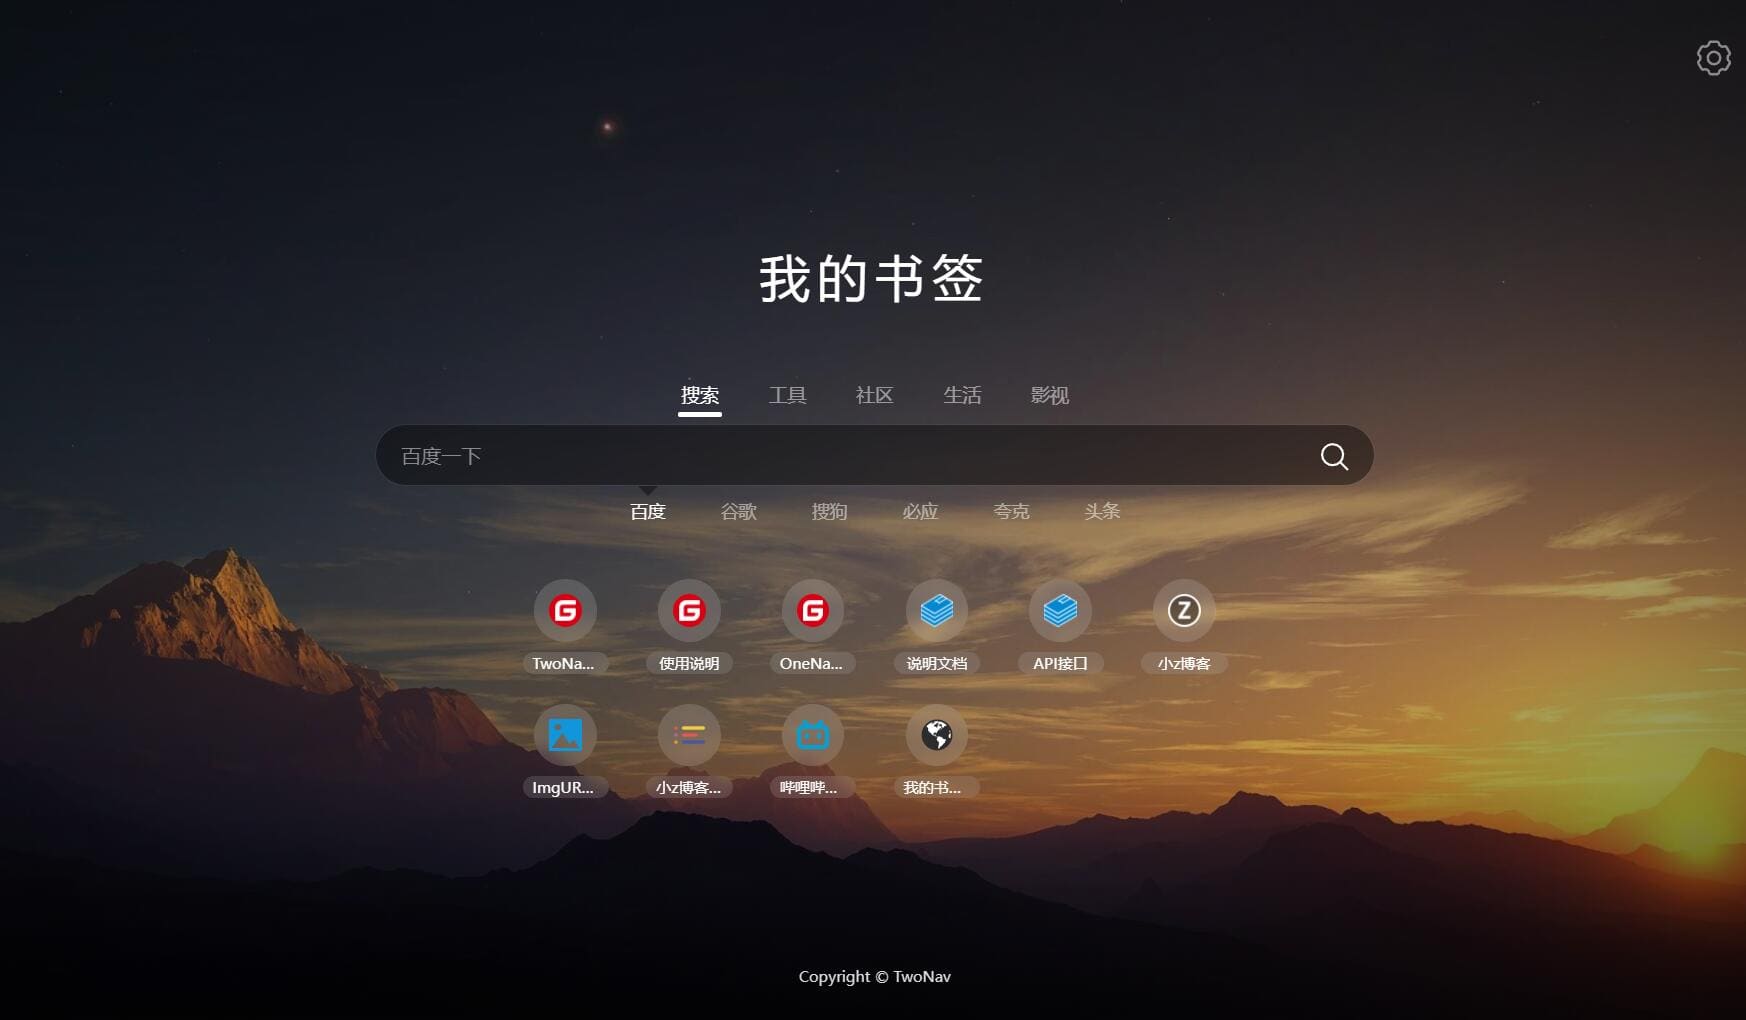 我的书签
搜索 工具 社区 生活 影视
百度一下
百度 谷歌 搜狗 必应 夸克 头条
TwoNa... 使用说明 OneNa... 说明文档 API接口 小z博客
ImgUR... 小z博客... 哔哩哔... 我的书...
Copyright © TwoNav